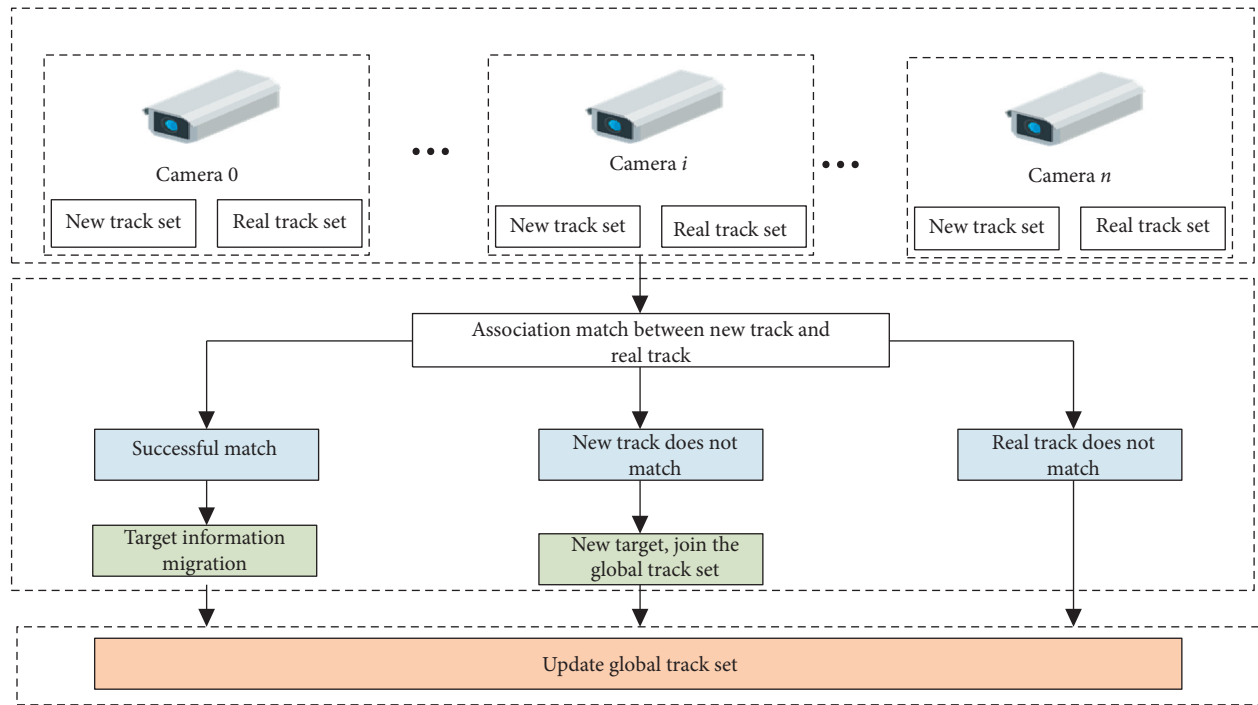 Camera 0
Camera i
Camera n
New track set
Real track set
New track set
Real track set
New track set
Real track set
Association match between new track and
real track
Successful match
New track does not
match
Real track does not
match
Target information
migration
New target, join the
global track set
Update global track set